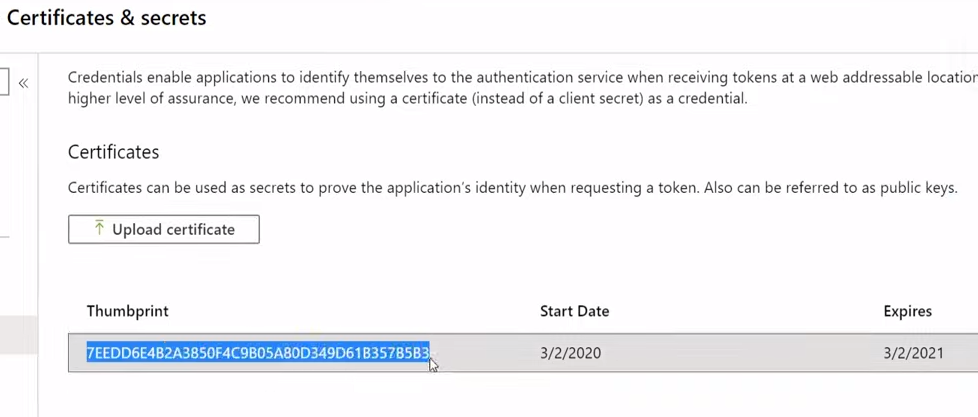 Certificates & secrets
«
Credentials enable applications to identify themselves to the authentication service when receiving tokens at a web addressable location
higher level of assurance, we recommend using a certificate (instead of a client secret) as a credential.
Certificates
Certificates can be used as secrets to prove the application's identity when requesting a token. Also can be referred to as public keys.
Upload certificate
Thumbprint Start Date Expires
7EEDD6E4B2A3850F4C9B05A80D349D61B357B5B3 3/2/2020 3/2/2021